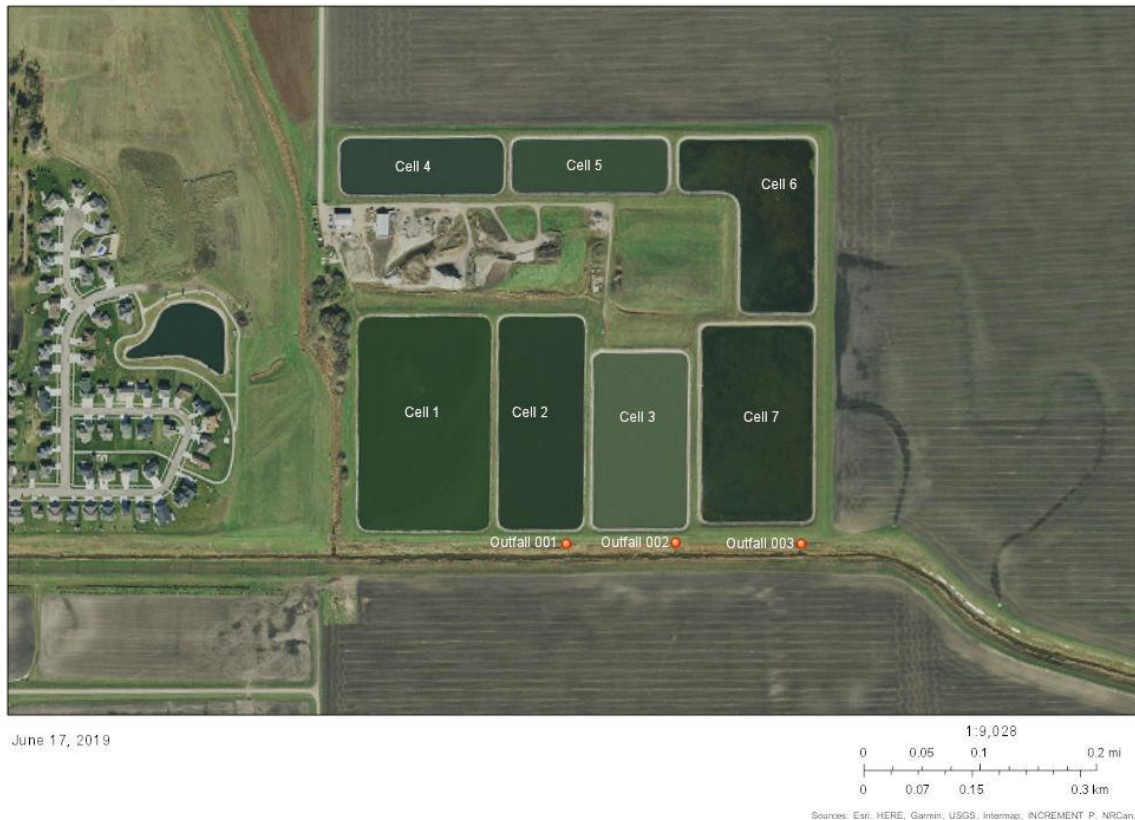 Cell 4
Cell 5
Cell 6
Cell 1
Cell 2
Cell 3
Cell 7
Outfall 001
Outfall 002
Outfall 003
June 17, 2019
1:9,028
0 0.05 0.1 0.2 mi
0 0.07 0.15 0.3 km
Sources: Esri, HERE, Garmin, USGS, Intermap, INCREMENT P, NRCan,